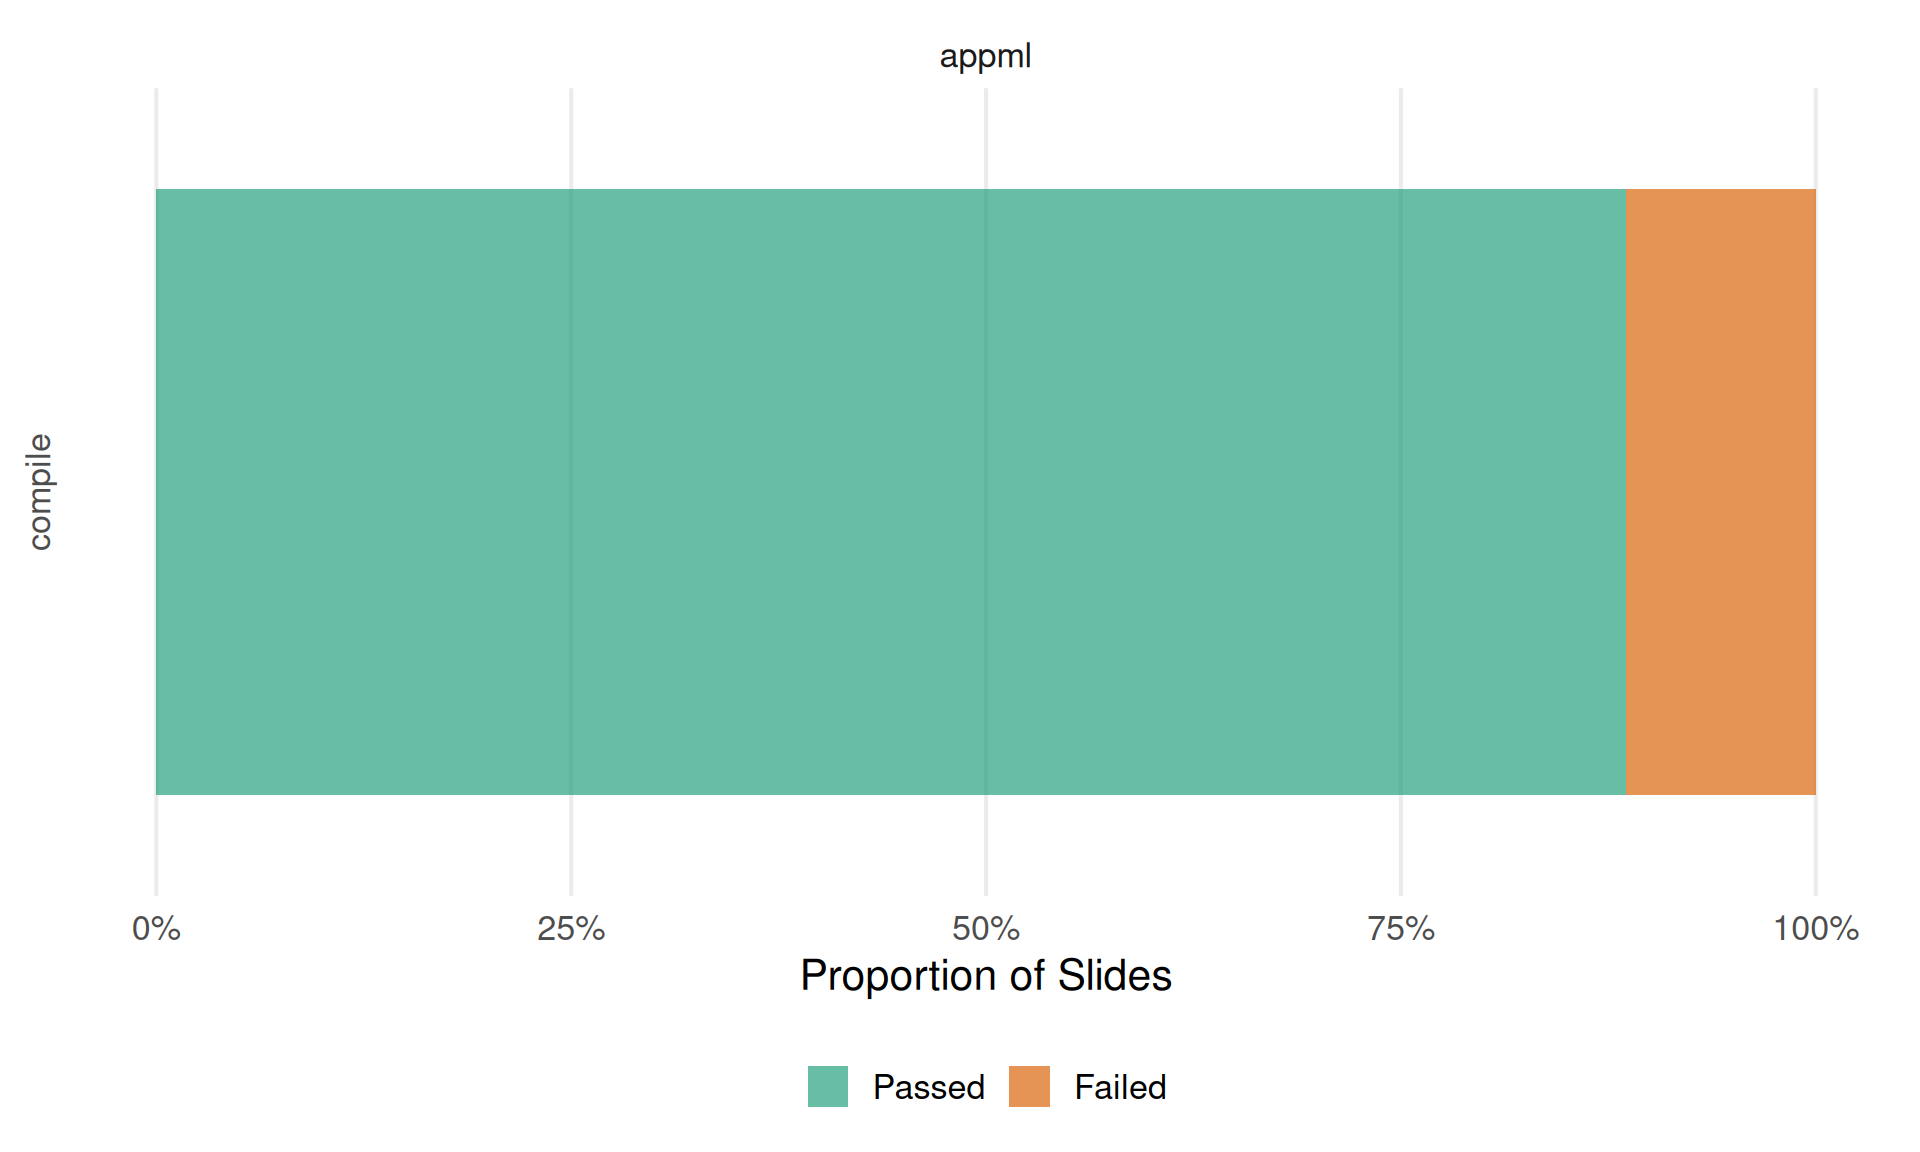 appml
compile
0% 25% 50% 75% 100%
Proportion of Slides
Passed Failed